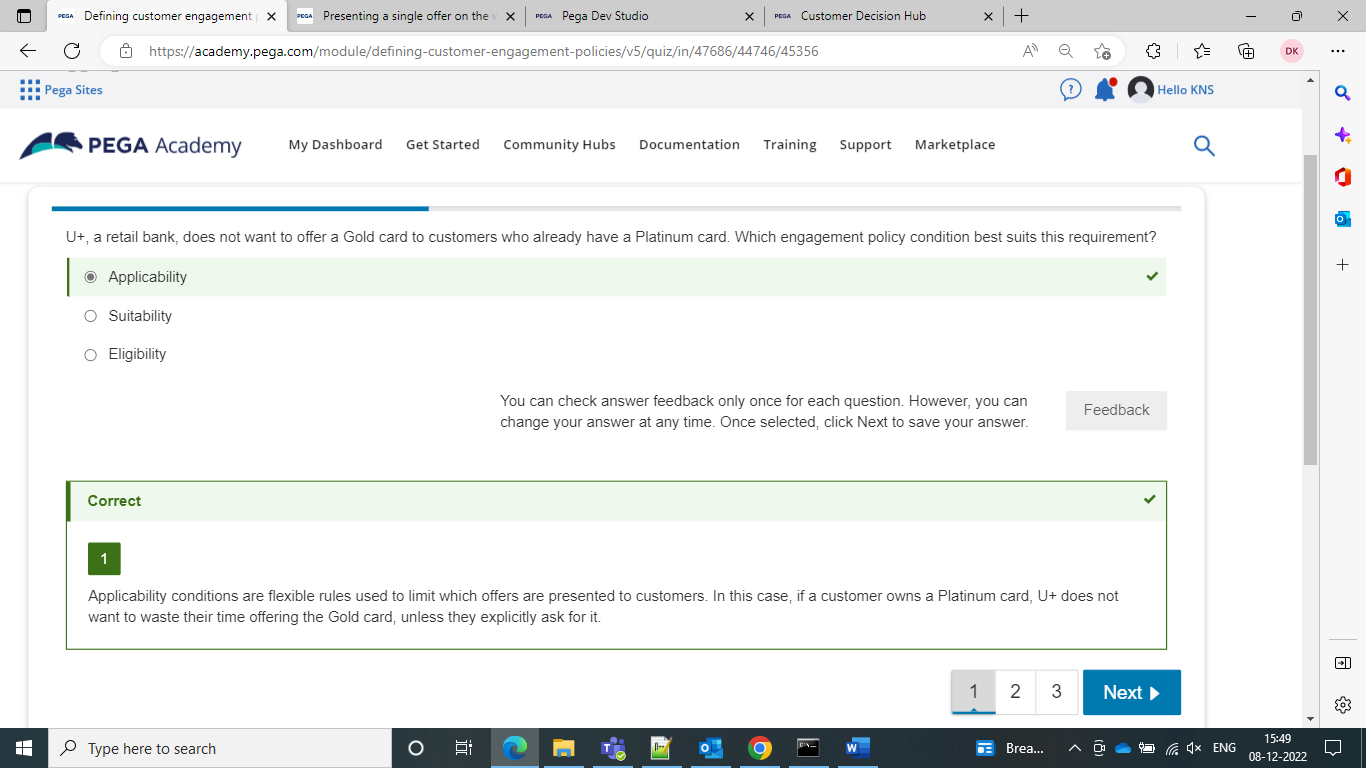 Defining customer engagement
PEGA Presenting a single offer on the w
PEGA Pega Dev Studio
PEGA Customer Decision Hub
https://academy.pega.com/module/defining-customer-engagement-policies/v5/quiz/in/47686/44746/45356
DK
Pega Sites
? Hello KNS
PEGA Academy
My Dashboard Get Started Community Hubs Documentation Training Support Marketplace
U+, a retail bank, does not want to offer a Gold card to customers who already have a Platinum card. Which engagement policy condition best suits this requirement?
Applicability
Suitability
Eligibility
You can check answer feedback only once for each question. However, you can
change your answer at any time. Once selected, click Next to save your answer.
Feedback
Correct
1
Applicability conditions are flexible rules used to limit which offers are presented to customers. In this case, if a customer owns a Platinum card, U+ does not
want to waste their time offering the Gold card, unless they explicitly ask for it.
1 2 3 Next
Type here to search
Brea... ENG
15:49
08-12-2022